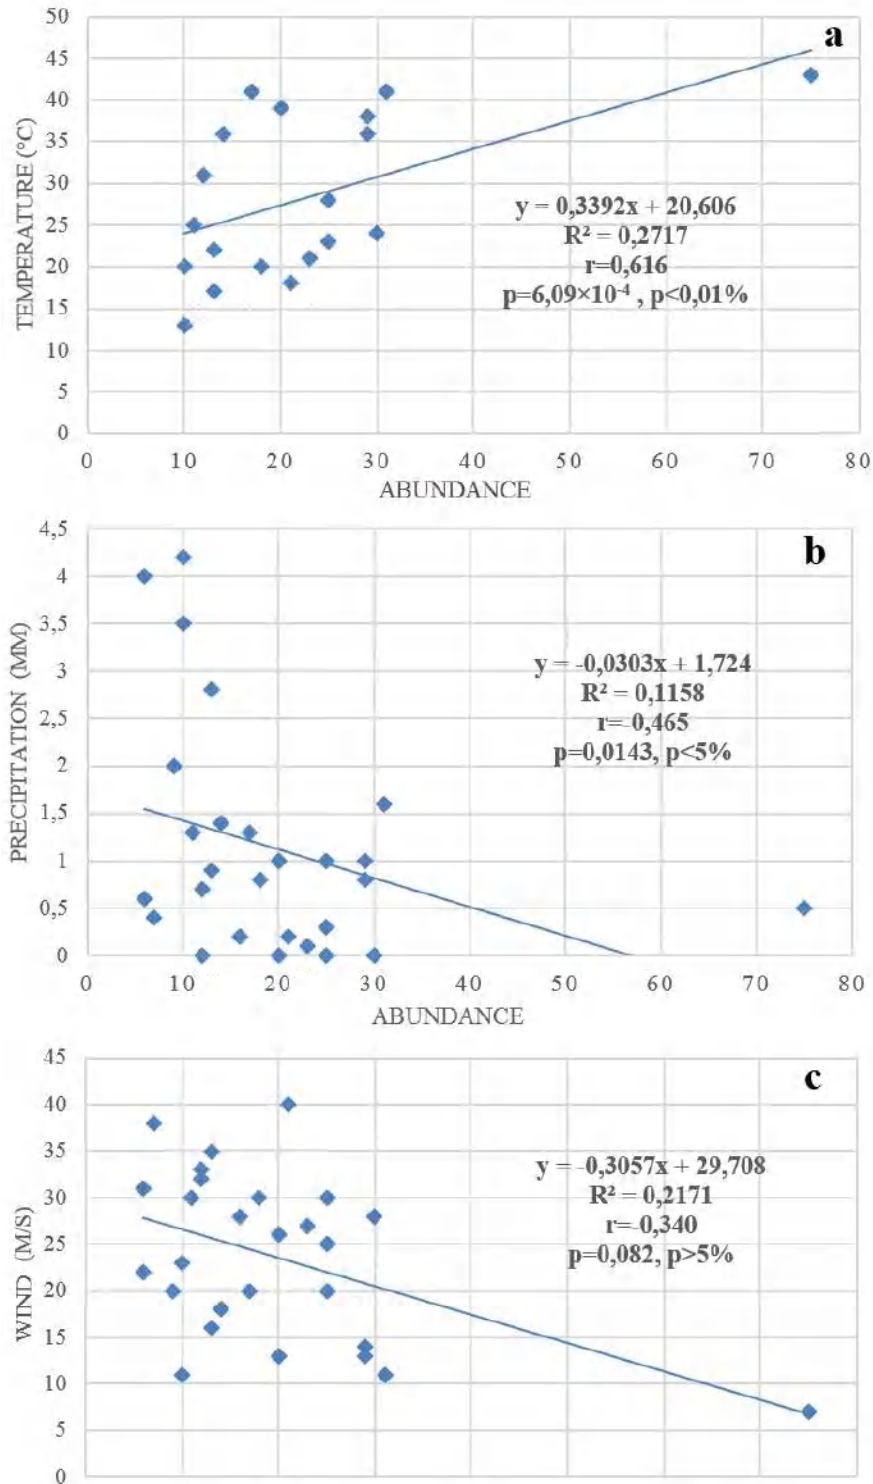 a
50
45
40
35
30
25
20
15
10
5
0
TEMPERATURE (°C)
y = 0,3392x + 20,606
R² = 0,2717
r=0,616
p=6,09×10⁻⁴ , p<0,01%
0 10 20 30 40 50 60 70 80
ABUNDANCE
b
4,5
4
3,5
3
2,5
2
1,5
1
0,5
0
PRECIPITATION (MM)
y = -0,0303x + 1,724
R² = 0,1158
r=-0,465
p=0,0143, p<5%
0 10 20 30 40 50 60 70 80
ABUNDANCE
c
45
40
35
30
25
20
15
10
5
0
WIND (M/S)
y = -0,3057x + 29,708
R² = 0,2171
r=-0,340
p=0,082, p>5%